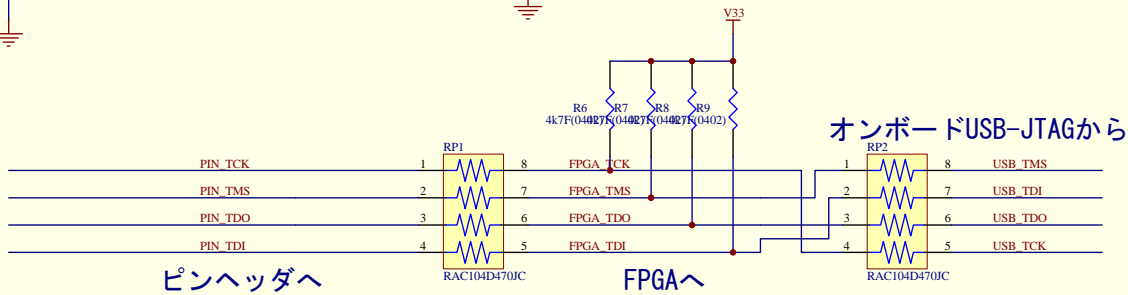 V33
R6
R7
R8
R9
4k7F(0402)
オンボードUSB-JTAGから
RP1
RP2
PIN_TCK
1
8
FPGA_TCK
1
8
USB_TMS
PIN_TMS
2
7
FPGA_TMS
2
7
USB_TDI
PIN_TDO
3
6
FPGA_TDO
3
6
USB_TDO
PIN_TDI
4
5
FPGA_TDI
4
5
USB_TCK
RAC104D470JC
RAC104D470JC
ピンヘッダへ
FPGAへ